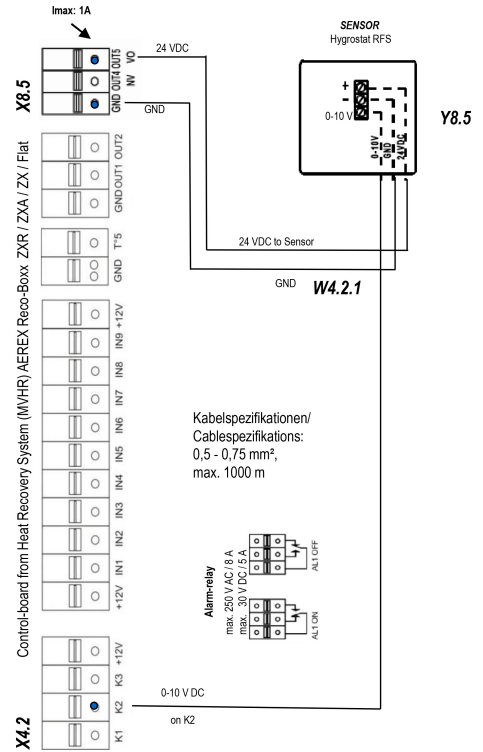 Imax: 1A
SENSOR
Hygrostat RFS
24 VDC
GND
X8.5
OUT5 VO
OUT4 NV
GND
+
-
0-10 V
0-10V
GND
24VDC
Y8.5
OUT2
OUT1
GND
T°5
GND
24 VDC to Sensor
GND
W4.2.1
Control-board from Heat Recovery System (MVHR) AEREX Reco-Boxx ZXR / ZXA / ZX / Flat
+12V
IN9
IN8
IN7
IN6
IN5
IN4
IN3
IN2
IN1
+12V
Kabelspezifikationen/
Cablespezifikations:
0,5 - 0,75 mm²,
max. 1000 m
Alarm-relay
max. 250 V AC / 8 A
max. 30 V DC / 5 A
AL1 OFF
AL1 ON
X4.2
+12V
K3
K2
K1
0-10 V DC
on K2